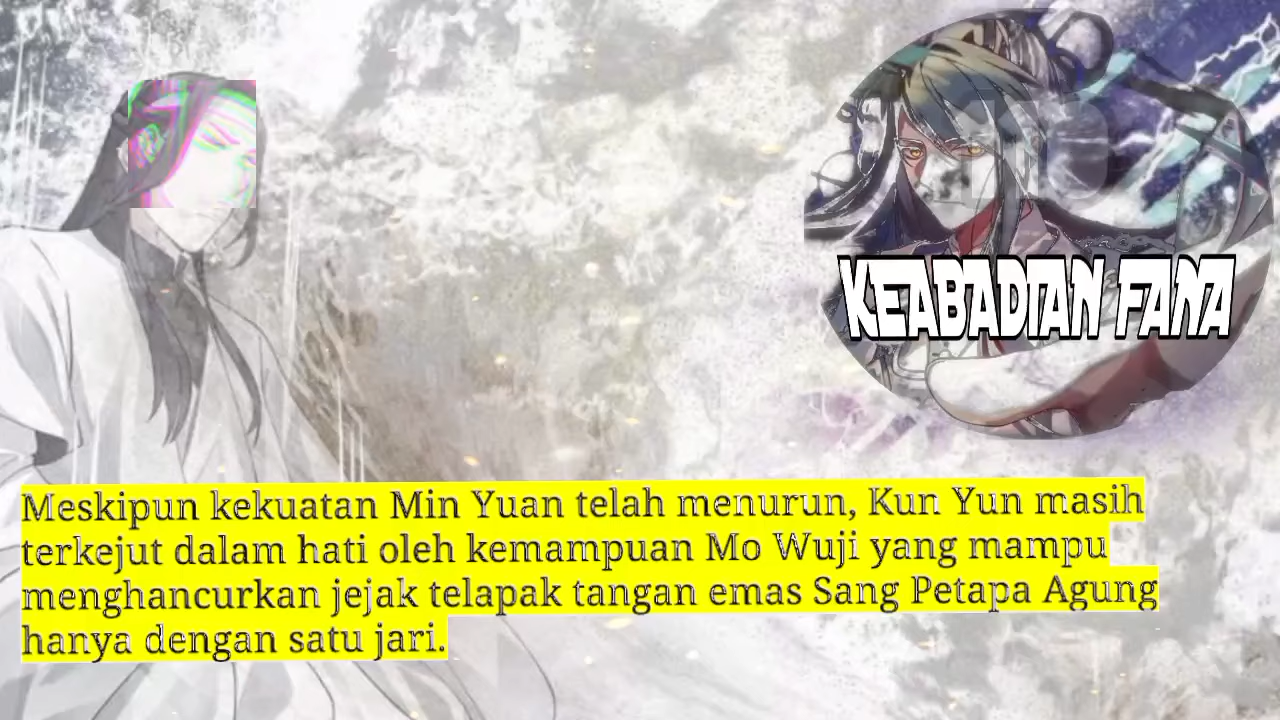 KEABADIAN FANA
Meskipun kekuatan Min Yuan telah menurun, Kun Yun masih
terkejut dalam hati oleh kemampuan Mo Wuji yang mampu
menghancurkan jejak telapak tangan emas Sang Petapa Agung
hanya dengan satu jari.